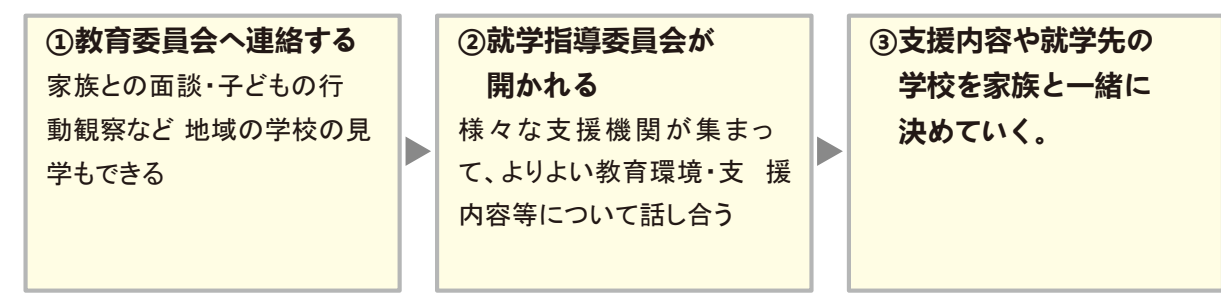 ①教育委員会へ連絡する
家族との面談・子どもの行
動観察など 地域の学校の見
学もできる
②就学指導委員会が
開かれる
様々な支援機関が集まっ
て、よりよい教育環境・支　援
内容等について話し合う
③支援内容や就学先の
学校を家族と一緒に
決めていく。